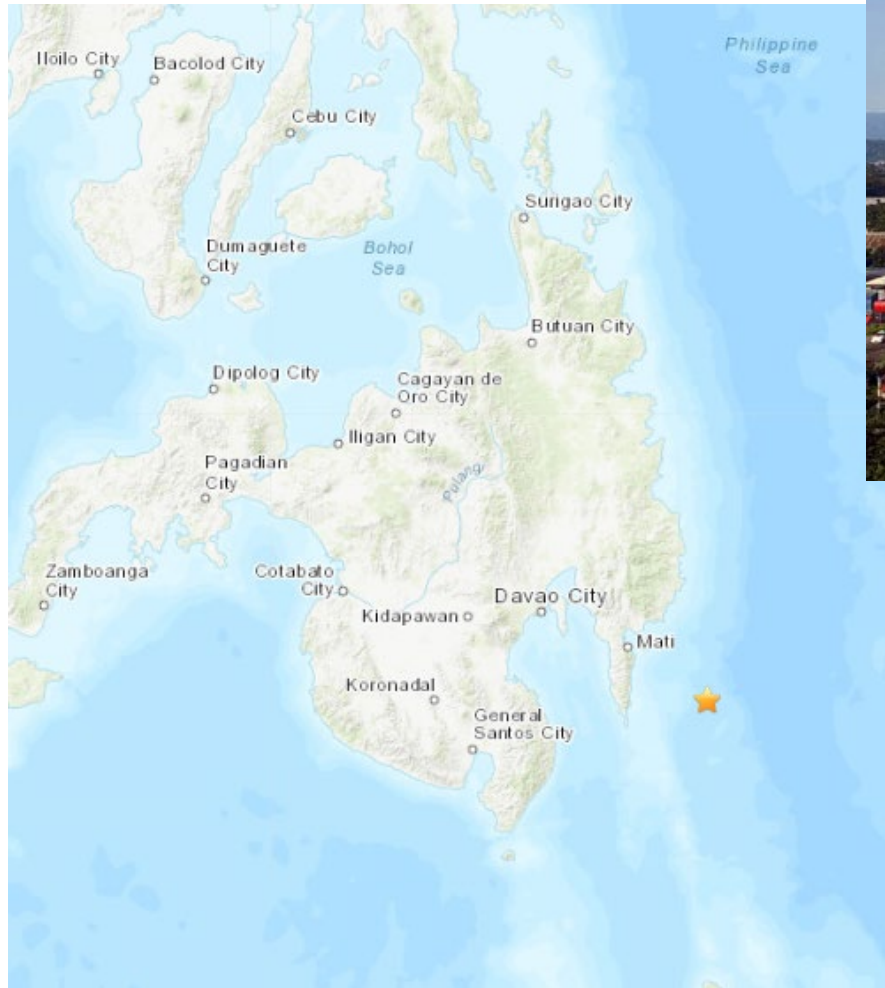 Philippine
Sea
Iloilo City
Bacolod City
Cebu City
Surigao City
Dumaguete
City
Bohol
Sea
Butuan City
Dipolog City
Cagayan de
Oro City
Iligan City
Pagadian
City
Pulangi
Zamboanga
City
Cotabato
City
Davao City
Kidapawan
Mati
Koronadal
General
Santos City